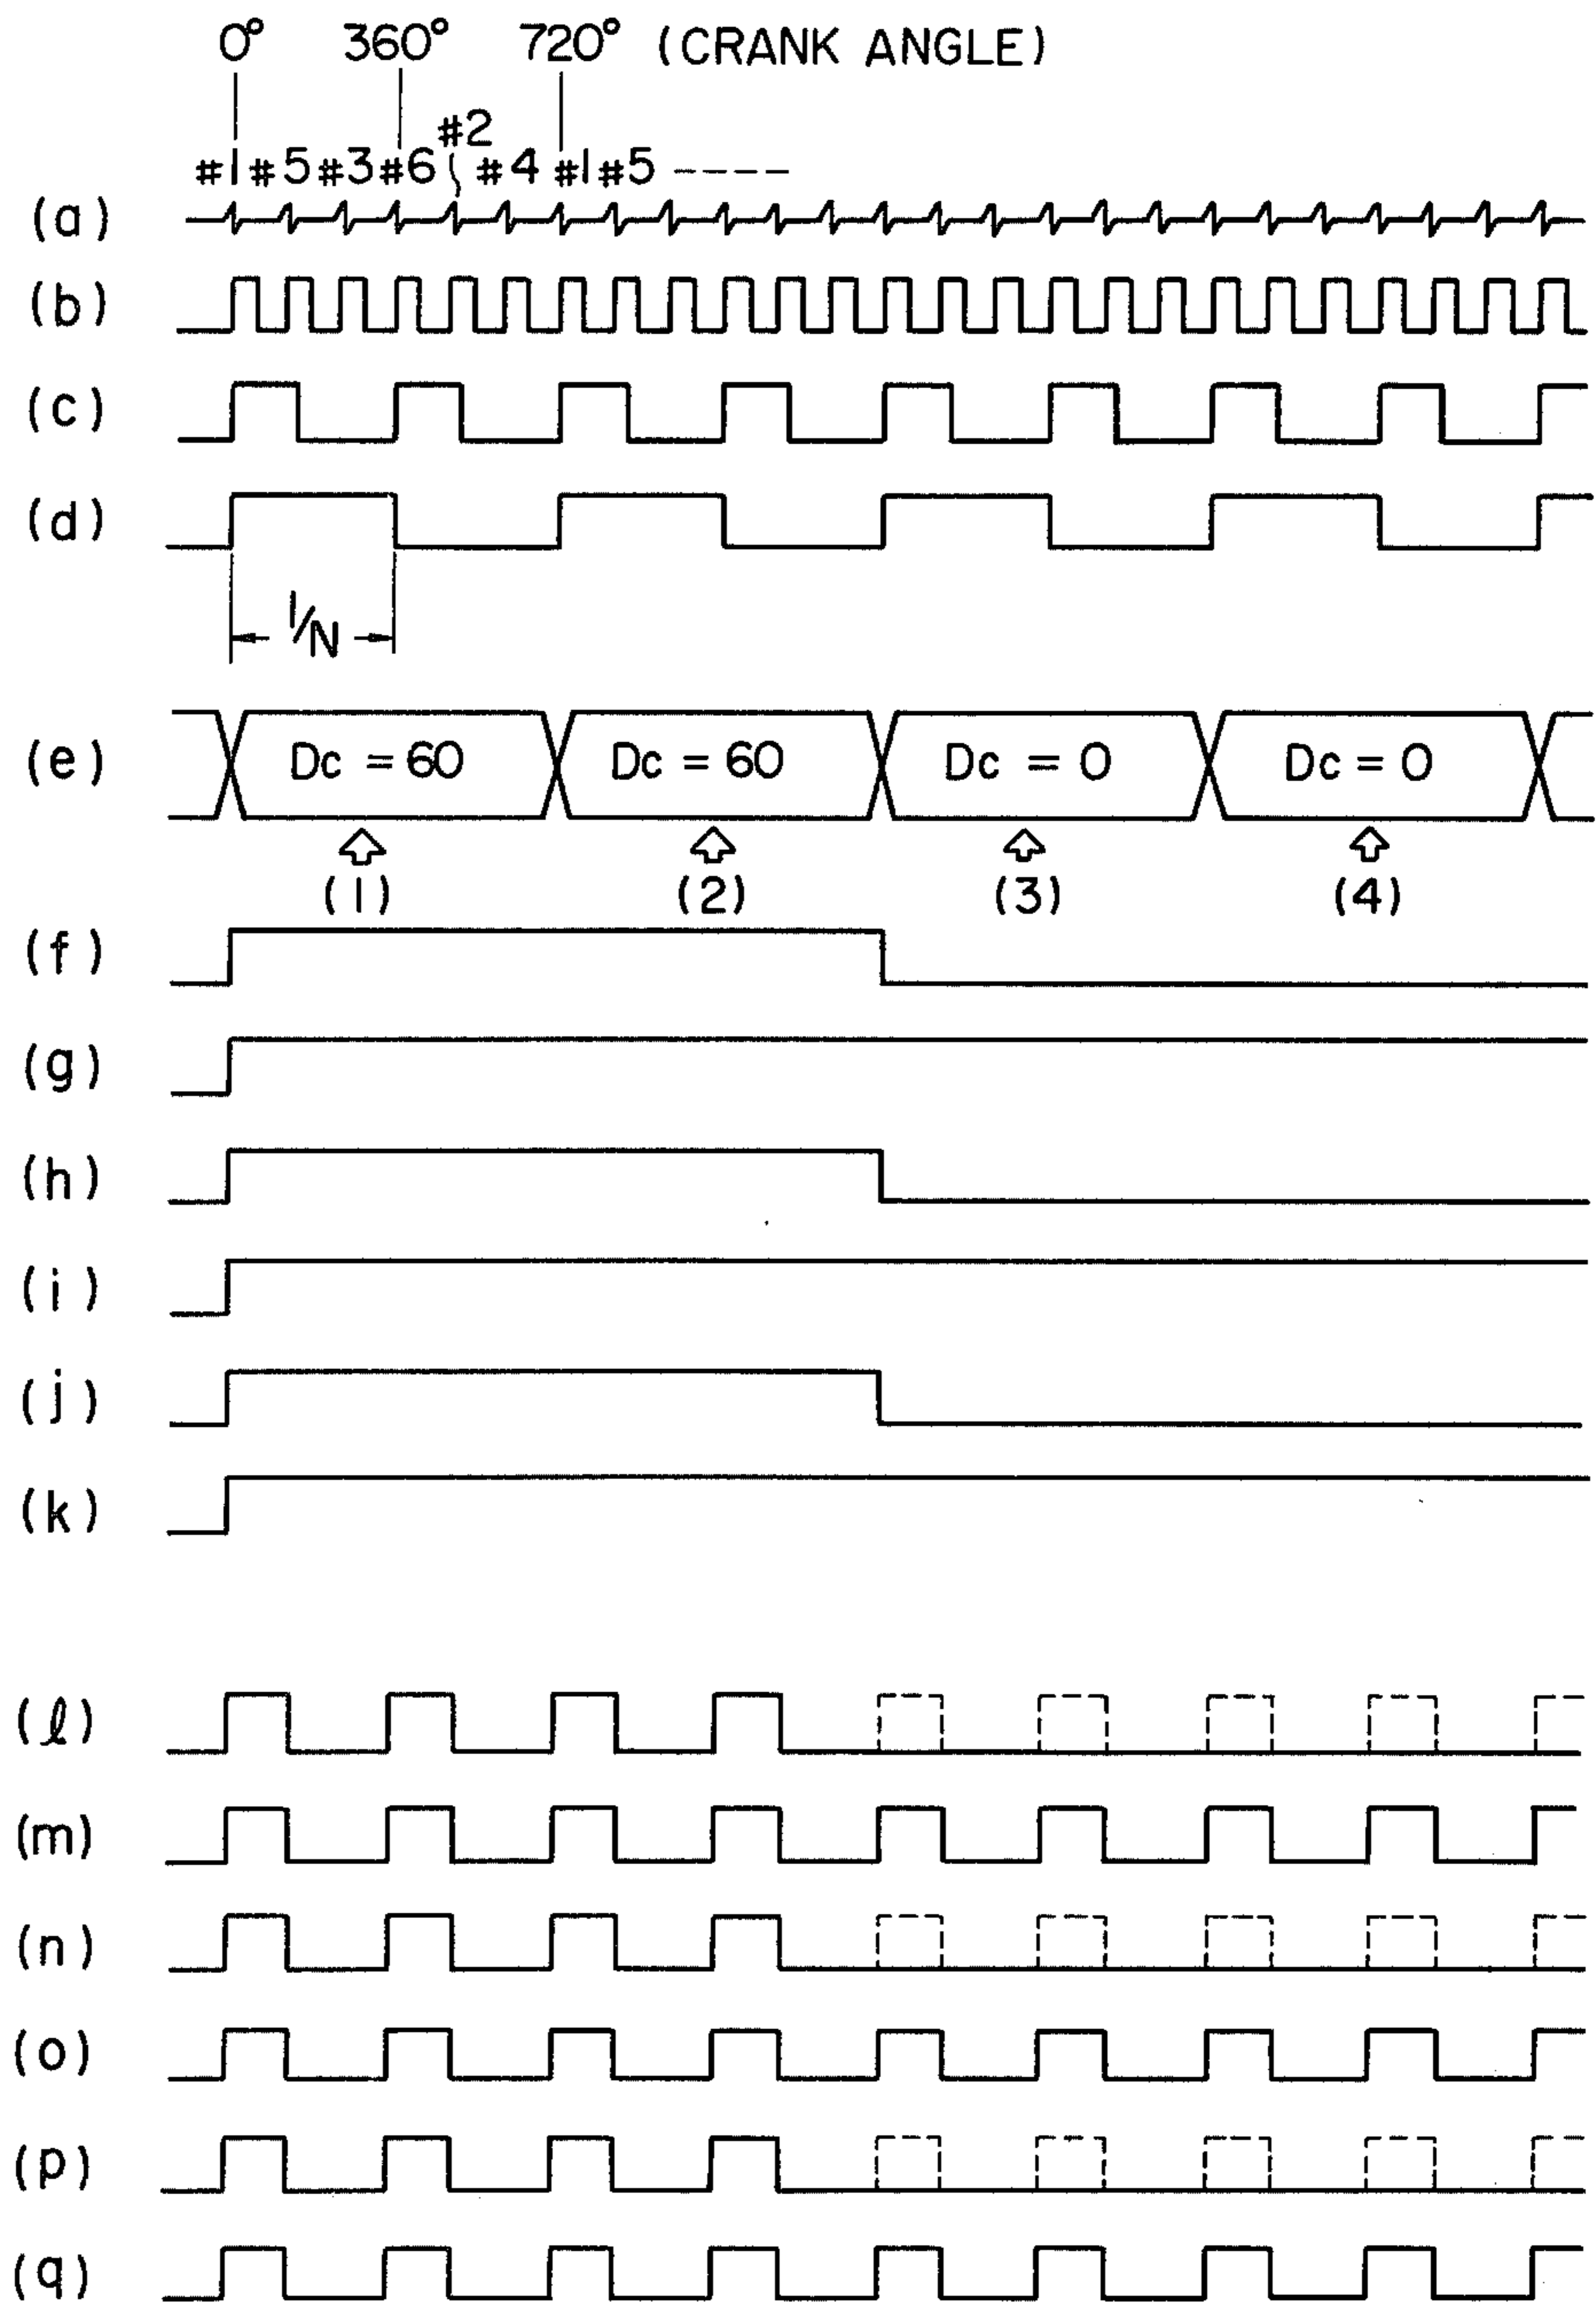 0° 360° 720° (CRANK ANGLE)
#2
#1 #5 #3 #6 #4 #1 #5
(a)
(b)
(c)
(d)
1/N
(e) Dc = 60 Dc = 60 Dc = 0 Dc = 0
(1) (2) (3) (4)
(f)
(g)
(h)
(i)
(j)
(k)
(ℓ)
(m)
(n)
(o)
(p)
(q)